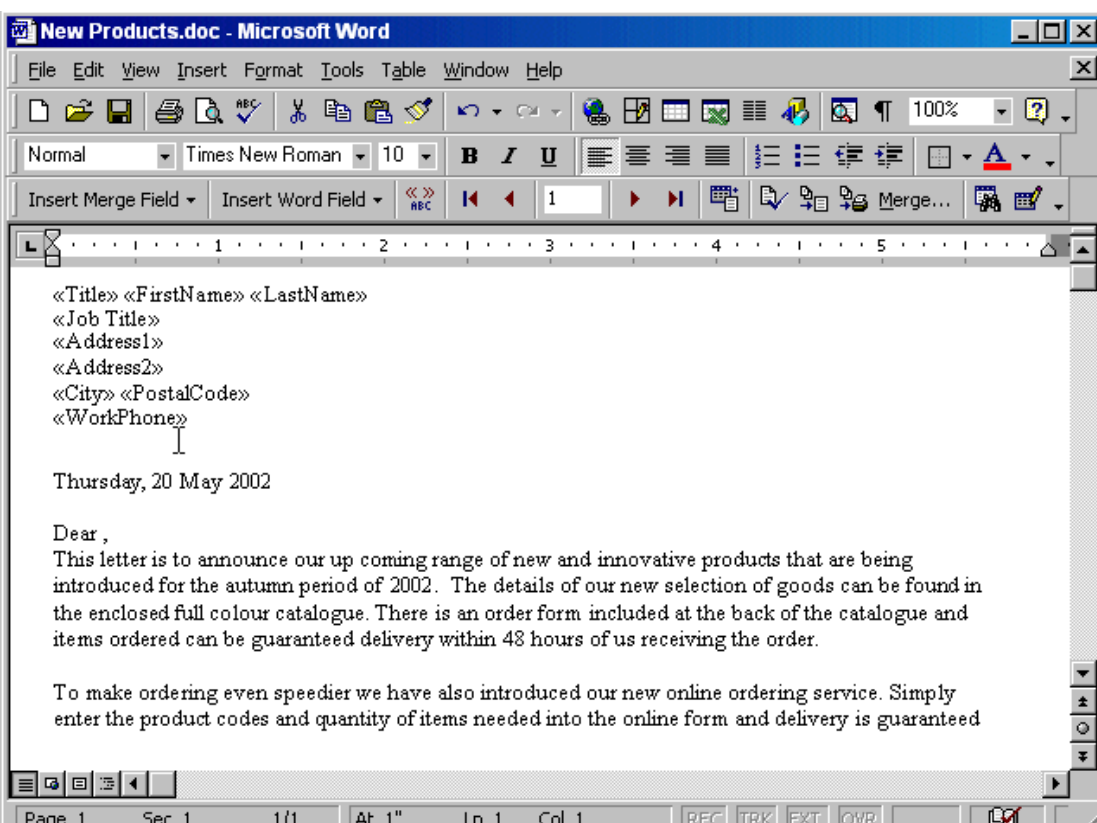 New Products.doc - Microsoft Word
File Edit View Insert Format Tools Table Window Help
100%
Normal Times New Roman 10 B I U
Insert Merge Field Insert Word Field «» ABC 1 Merge...
1 2 3 4 5
«Title» «FirstName» «LastName»
«Job Title»
«Address1»
«Address2»
«City» «PostalCode»
«WorkPhone»
Thursday, 20 May 2002
Dear ,
This letter is to announce our up coming range of new and innovative products that are being
introduced for the autumn period of 2002.  The details of our new selection of goods can be found in
the enclosed full colour catalogue. There is an order form included at the back of the catalogue and
items ordered can be guaranteed delivery within 48 hours of us receiving the order.
To make ordering even speedier we have also introduced our new online ordering service. Simply
enter the product codes and quantity of items needed into the online form and delivery is guaranteed
Page 1 Sec 1 1/1 At 1" Ln 1 Col 1 REC TRK EXT OVR